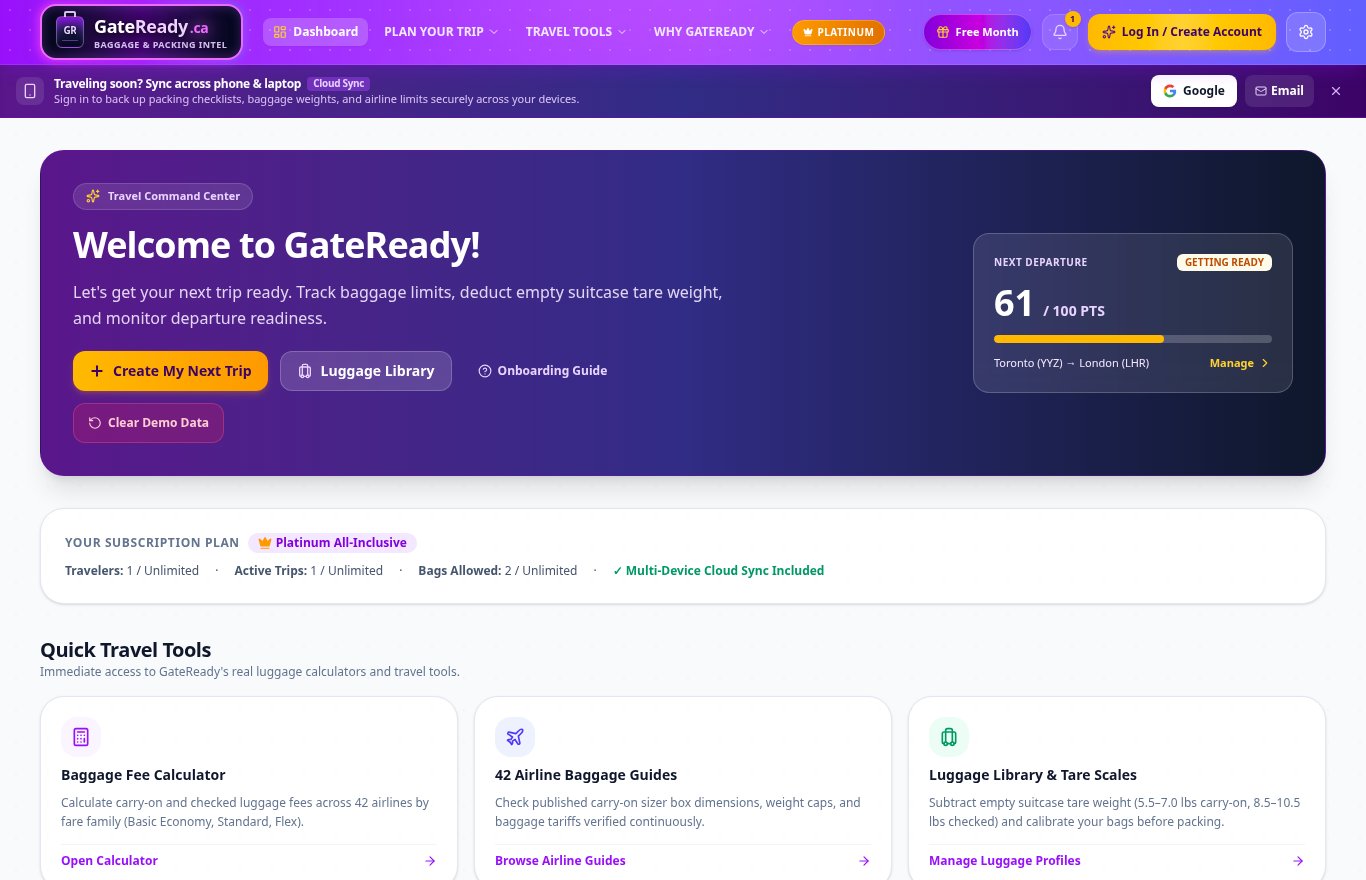 GR
GateReady.ca
BAGGAGE & PACKING INTEL
Dashboard
PLAN YOUR TRIP
TRAVEL TOOLS
WHY GATEREADY
PLATINUM
Free Month
1
Log In / Create Account
Traveling soon? Sync across phone & laptop
Cloud Sync
Sign in to back up packing checklists, baggage weights, and airline limits securely across your devices.
Google
Email
Travel Command Center
Welcome to GateReady!
Let's get your next trip ready. Track baggage limits, deduct empty suitcase tare weight,
and monitor departure readiness.
Create My Next Trip
Luggage Library
Onboarding Guide
Clear Demo Data
NEXT DEPARTURE
GETTING READY
61 / 100 PTS
Toronto (YYZ) → London (LHR)
Manage
YOUR SUBSCRIPTION PLAN
Platinum All-Inclusive
Travelers: 1 / Unlimited · Active Trips: 1 / Unlimited · Bags Allowed: 2 / Unlimited · ✓ Multi-Device Cloud Sync Included
Quick Travel Tools
Immediate access to GateReady's real luggage calculators and travel tools.
Baggage Fee Calculator
Calculate carry-on and checked luggage fees across 42 airlines by
fare family (Basic Economy, Standard, Flex).
Open Calculator
42 Airline Baggage Guides
Check published carry-on sizer box dimensions, weight caps, and
baggage tariffs verified continuously.
Browse Airline Guides
Luggage Library & Tare Scales
Subtract empty suitcase tare weight (5.5–7.0 lbs carry-on, 8.5–10.5
lbs checked) and calibrate your bags before packing.
Manage Luggage Profiles